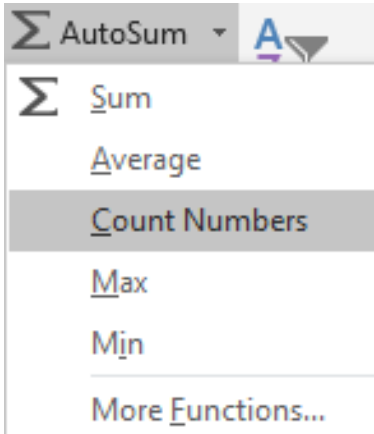 Σ AutoSum
Σ Sum
Average
Count Numbers
Max
Min
More Functions...